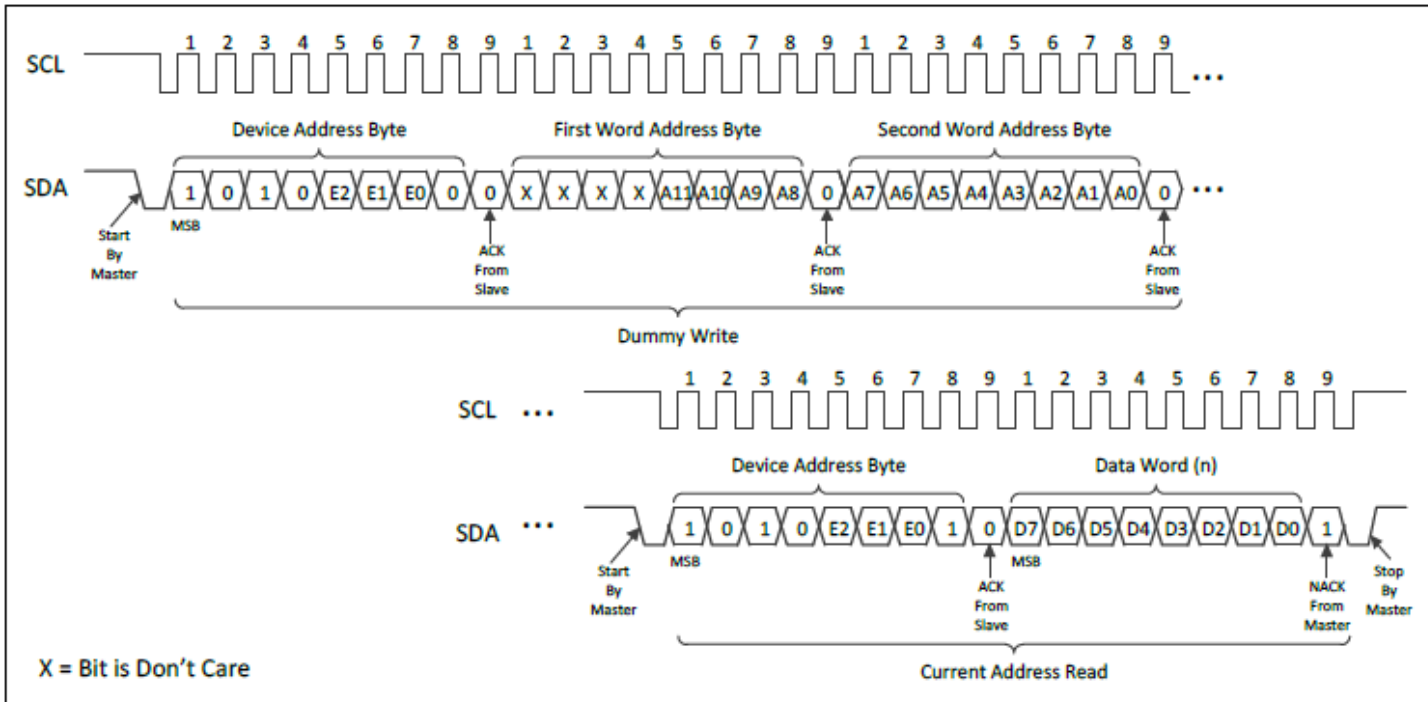 1 2 3 4 5 6 7 8 9 1 2 3 4 5 6 7 8 9 1 2 3 4 5 6 7 8 9
SCL ...
Device Address Byte First Word Address Byte Second Word Address Byte
SDA 1 0 1 0 E2 E1 E0 0 0 X X X X A11 A10 A9 A8 0 A7 A6 A5 A4 A3 A2 A1 A0 0 ...
MSB
Start By Master
ACK From Slave
ACK From Slave
ACK From Slave
Dummy Write
1 2 3 4 5 6 7 8 9 1 2 3 4 5 6 7 8 9
SCL ...
Device Address Byte Data Word (n)
SDA ... 1 0 1 0 E2 E1 E0 1 0 D7 D6 D5 D4 D3 D2 D1 D0 1
MSB MSB
Start By Master
ACK From Slave
NACK From Master
Stop By Master
X = Bit is Don't Care
Current Address Read